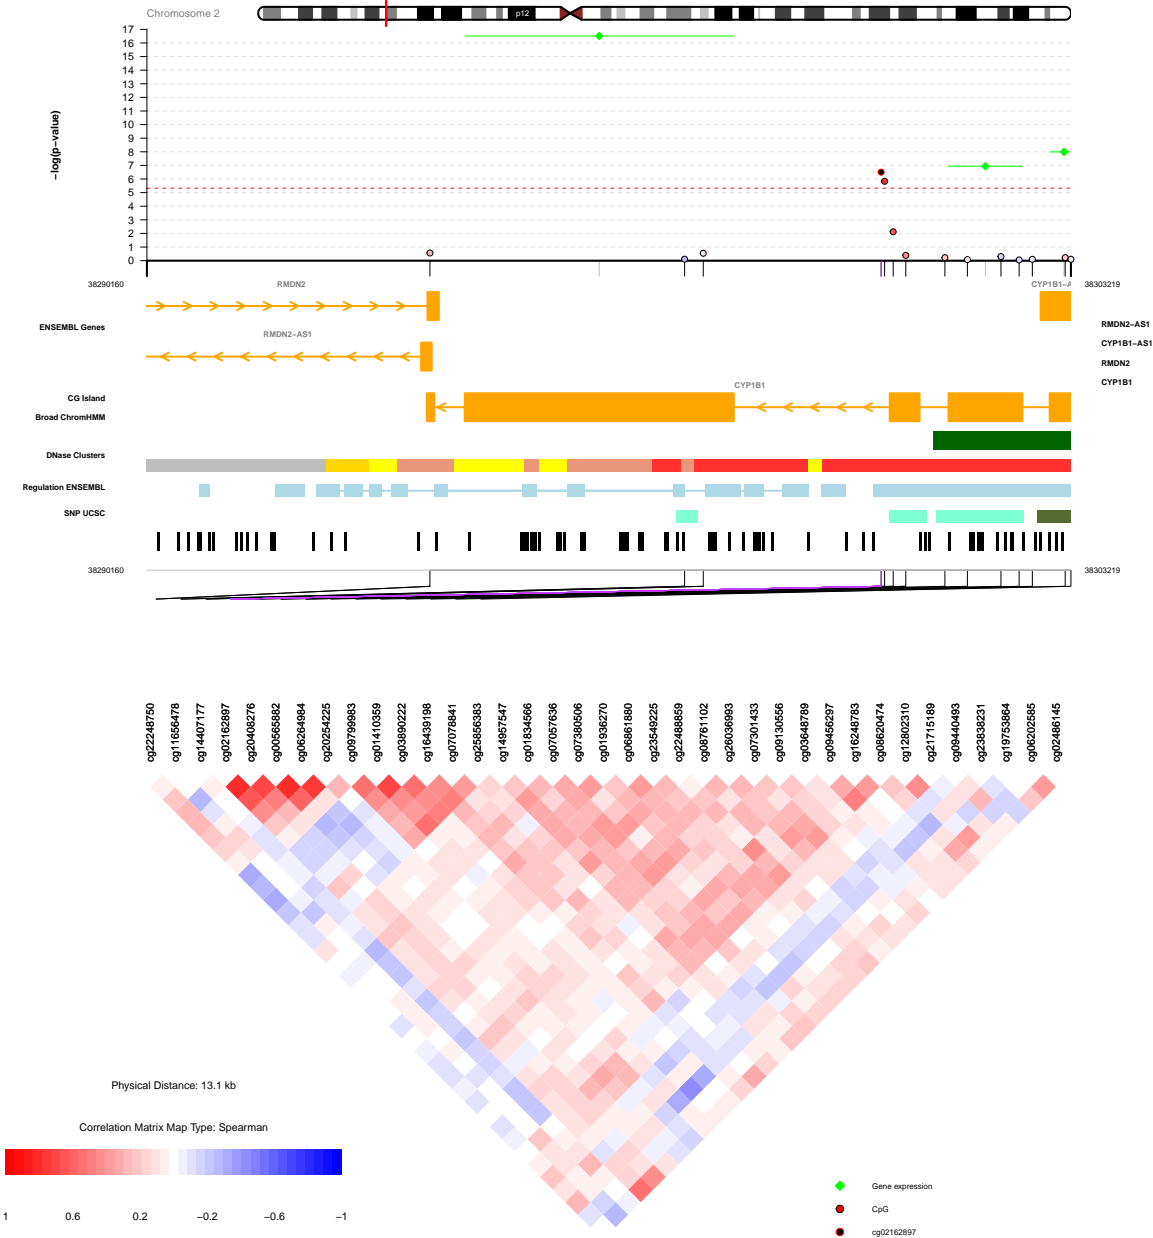 Chromosome 2
p12
−log(p−value)
17
16
15
14
13
12
11
10
9
8
7
6
5
4
3
2
1
0
38290160
38303219
RMDN2
CYP1B1−A
ENSEMBL Genes
RMDN2−AS1
RMDN2−AS1
CYP1B1−AS1
RMDN2
CYP1B1
CYP1B1
CG Island
Broad ChromHMM
DNase Clusters
Regulation ENSEMBL
SNP UCSC
38290160
38303219
cg22248750
cg11656478
cg14407177
cg02162897
cg20408276
cg00565882
cg06264984
cg20254225
cg09799983
cg01410359
cg03890222
cg16439198
cg07078841
cg25856383
cg14957547
cg01834566
cg07057636
cg07380506
cg01936270
cg06861880
cg23549225
cg22488859
cg08761102
cg26036993
cg07301433
cg09130556
cg03648789
cg09456297
cg16248783
cg08620474
cg12802310
cg21715189
cg09440493
cg23838231
cg19753864
cg06202585
cg02486145
Physical Distance: 13.1 kb
Correlation Matrix Map Type: Spearman
1
0.6
0.2
−0.2
−0.6
−1
Gene expression
CpG
cg02162897